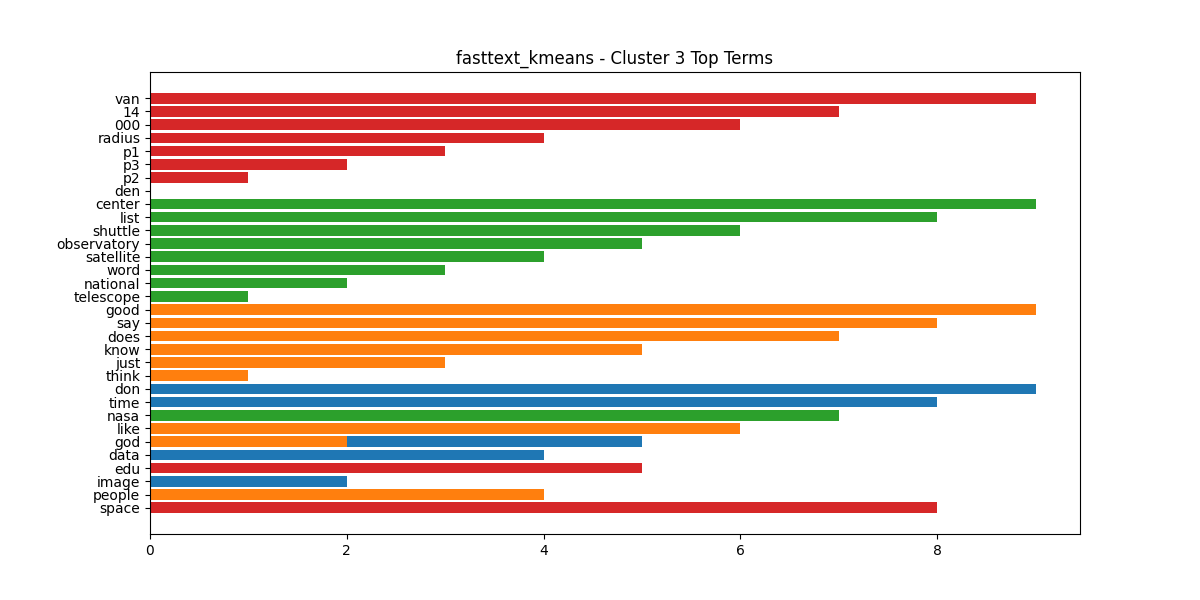 fasttext_kmeans - Cluster 3 Top Terms
van
14
000
radius
p1
p3
p2
den
center
list
shuttle
observatory
satellite
word
national
telescope
good
say
does
know
just
think
don
time
nasa
like
god
data
edu
image
people
space
0 2 4 6 8